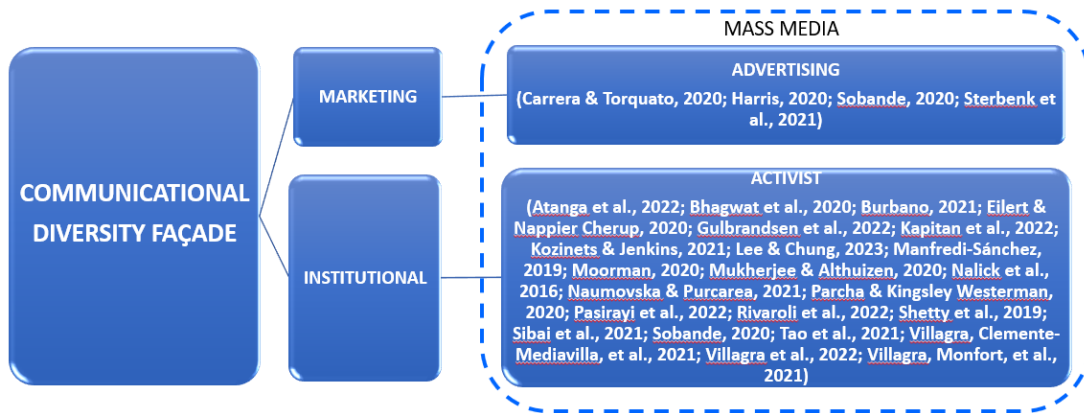 MASS MEDIA
COMMUNICATIONAL
DIVERSITY FAÇADE
MARKETING
ADVERTISING
(Carrera & Torquato, 2020; Harris, 2020; Sobande, 2020; Sterbenk et
al., 2021)
INSTITUTIONAL
ACTIVIST
(Atanga et al., 2022; Bhagwat et al., 2020; Burbano, 2021; Eilert &
Nappier Cherup, 2020; Gulbrandsen et al., 2022; Kapitan et al., 2022;
Kozinets & Jenkins, 2021; Lee & Chung, 2023; Manfredi-Sánchez,
2019; Moorman, 2020; Mukherjee & Althuizen, 2020; Nalick et al.,
2016; Naumovska & Purcarea, 2021; Parcha & Kingsley Westerman,
2020; Pasirayi et al., 2022; Rivaroli et al., 2022; Shetty et al., 2019;
Sibai et al., 2021; Sobande, 2020; Tao et al., 2021; Villagra, Clemente-
Mediavilla, et al., 2021; Villagra et al., 2022; Villagra, Monfort, et al.,
2021)